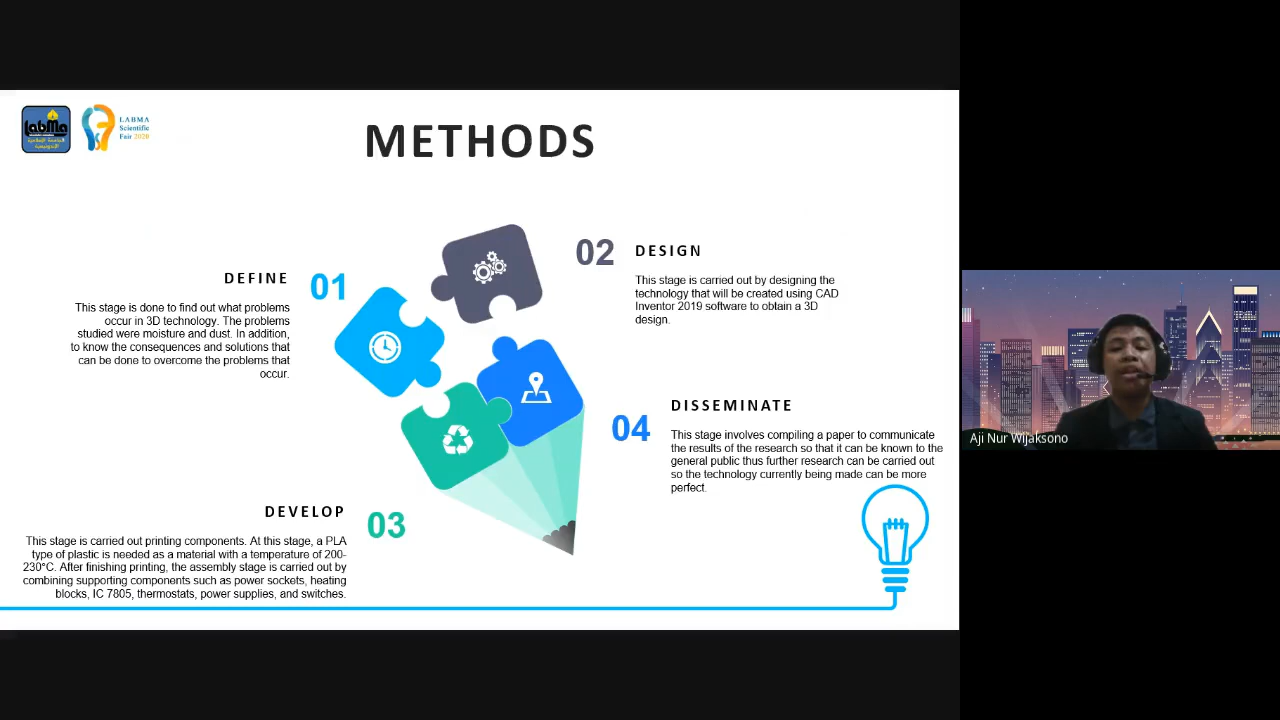 LabMa
LABMA
Scientific
Fair 2020
METHODS
DEFINE
01
This stage is done to find out what problems
occur in 3D technology. The problems
studied were moisture and dust. In addition,
to know the consequences and solutions that
can be done to overcome the problems that
occur.
02
DESIGN
This stage is carried out by designing the
technology that will be created using CAD
Inventor 2019 software to obtain a 3D
design.
DEVELOP
03
This stage is carried out printing components. At this stage, a PLA
type of plastic is needed as a material with a temperature of 200-
230°C. After finishing printing, the assembly stage is carried out by
combining supporting components such as power sockets, heating
blocks, IC 7805, thermostats, power supplies, and switches.
04
DISSEMINATE
This stage involves compiling a paper to communicate
the results of the research so that it can be known to the
general public thus further research can be carried out
so the technology currently being made can be more
perfect.
Aji Nur Wijaksono